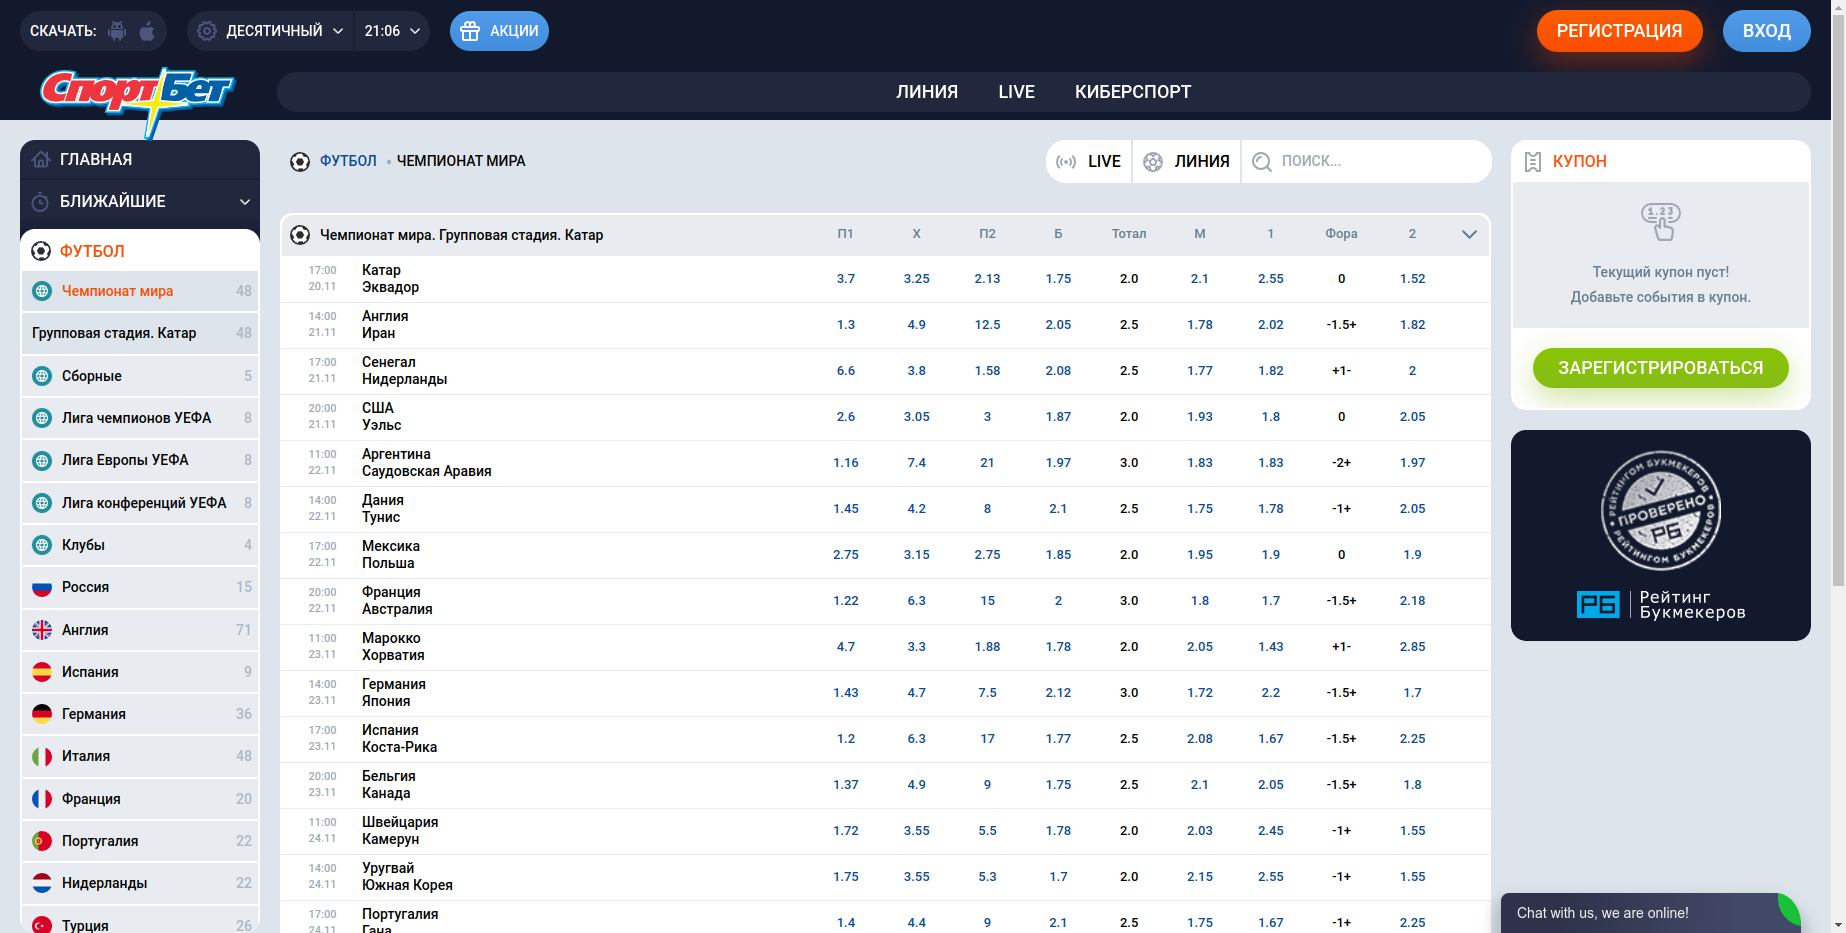 СКАЧАТЬ:
ДЕСЯТИЧНЫЙ
21:06
АКЦИИ
РЕГИСТРАЦИЯ
ВХОД
СпортБет
ЛИНИЯ
LIVE
КИБЕРСПОРТ
ГЛАВНАЯ
БЛИЖАЙШИЕ
ФУТБОЛ
Чемпионат мира 48
Групповая стадия. Катар 48
Сборные 5
Лига чемпионов УЕФА 8
Лига Европы УЕФА 8
Лига конференций УЕФА 8
Клубы 4
Россия 15
Англия 71
Испания 9
Германия 36
Италия 48
Франция 20
Португалия 22
Нидерланды 22
Турция 26
ФУТБОЛ • ЧЕМПИОНАТ МИРА
LIVE
ЛИНИЯ
ПОИСК...
Чемпионат мира. Групповая стадия. Катар П1 X П2 Б Тотал М 1 Фора 2
17:00 Катар
20.11 Эквадор
3.7 3.25 2.13 1.75 2.0 2.1 2.55 0 1.52
14:00 Англия
21.11 Иран
1.3 4.9 12.5 2.05 2.5 1.78 2.02 -1.5+ 1.82
17:00 Сенегал
21.11 Нидерланды
6.6 3.8 1.58 2.08 2.5 1.77 1.82 +1- 2
20:00 США
21.11 Уэльс
2.6 3.05 3 1.87 2.0 1.93 1.8 0 2.05
11:00 Аргентина
22.11 Саудовская Аравия
1.16 7.4 21 1.97 3.0 1.83 1.83 -2+ 1.97
14:00 Дания
22.11 Тунис
1.45 4.2 8 2.1 2.5 1.75 1.78 -1+ 2.05
17:00 Мексика
22.11 Польша
2.75 3.15 2.75 1.85 2.0 1.95 1.9 0 1.9
20:00 Франция
22.11 Австралия
1.22 6.3 15 2 3.0 1.8 1.7 -1.5+ 2.18
11:00 Марокко
23.11 Хорватия
4.7 3.3 1.88 1.78 2.0 2.05 1.43 +1- 2.85
14:00 Германия
23.11 Япония
1.43 4.7 7.5 2.12 3.0 1.72 2.2 -1.5+ 1.7
17:00 Испания
23.11 Коста-Рика
1.2 6.3 17 1.77 2.5 2.08 1.67 -1.5+ 2.25
20:00 Бельгия
23.11 Канада
1.37 4.9 9 1.75 2.5 2.1 2.05 -1.5+ 1.8
11:00 Швейцария
24.11 Камерун
1.72 3.55 5.5 1.78 2.0 2.03 2.45 -1+ 1.55
14:00 Уругвай
24.11 Южная Корея
1.75 3.55 5.3 1.7 2.0 2.15 2.55 -1+ 1.55
17:00 Португалия
24.11 Гана
1.4 4.4 9 2.1 2.5 1.75 1.67 -1+ 2.25
КУПОН
1.2.3
Текущий купон пуст!
Добавьте события в купон.
ЗАРЕГИСТРИРОВАТЬСЯ
РЕЙТИНГОМ БУКМЕКЕРОВ
ПРОВЕРЕНО
РБ
РЕЙТИНГОМ БУКМЕКЕРОВ
РБ
Рейтинг
Букмекеров
Chat with us, we are online!